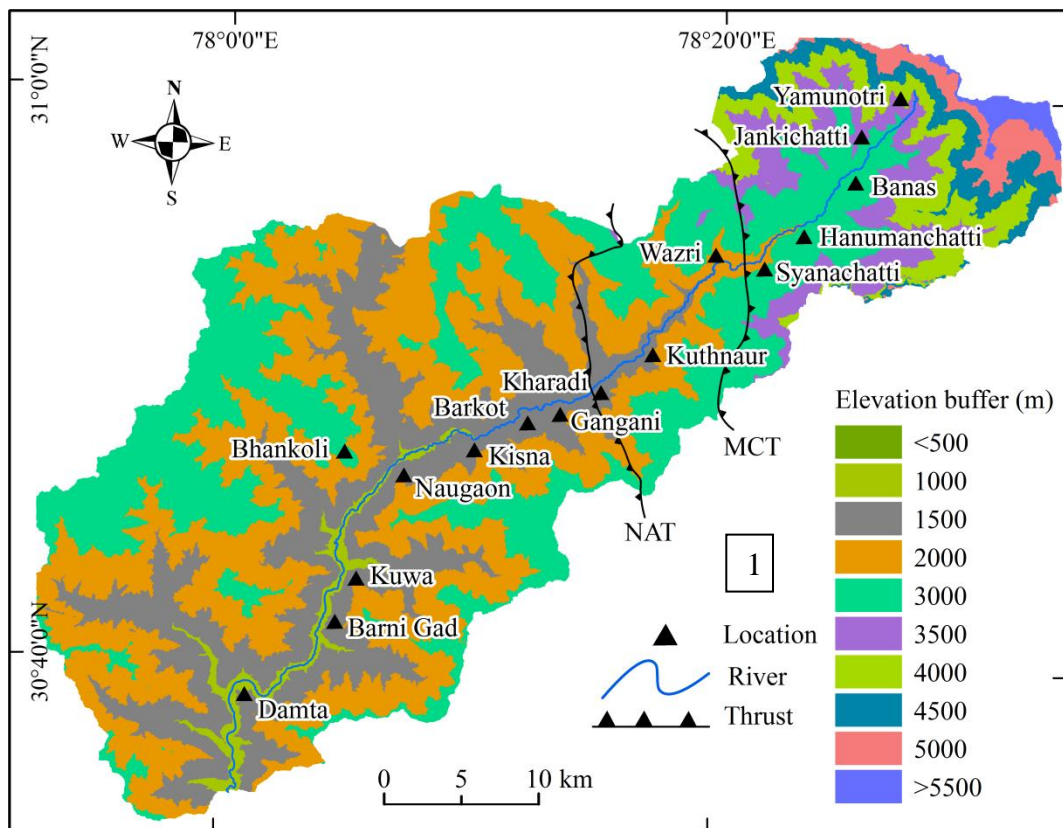 78°0'0"E
78°20'0"E
31°0'0"N
N
W
E
S
Yamunotri
Jankichatti
Banas
Hanumanchatti
Wazri
Syanachatti
Kuthnaur
Kharadi
Barkot
Gangani
MCT
Bhankoli
Kisna
Naugaon
NAT
Kuwa
Barni Gad
30°40'0"N
Damta
Elevation buffer (m)
<500
1000
1500
2000
3000
3500
4000
4500
5000
>5500
1
Location
River
Thrust
0 5 10 km